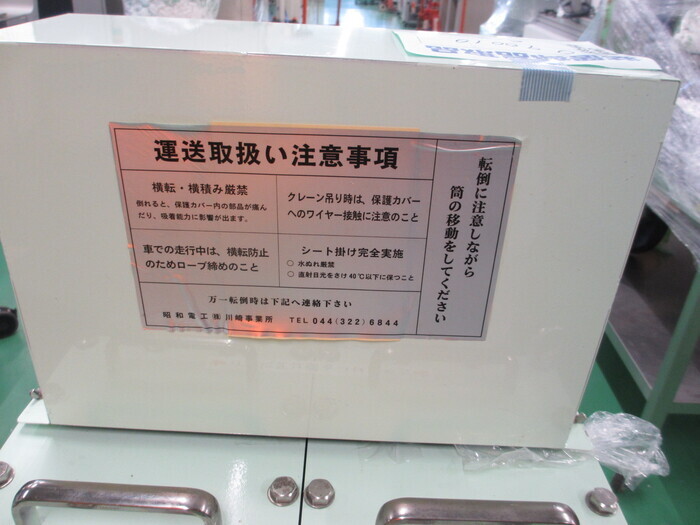 運送取扱い注意事項
横転・横積み厳禁
倒れると、保護カバー内の部品が痛ん
だり、吸着能力に影響が出ます。
クレーン吊り時は、保護カバー
へのワイヤー接触に注意のこと
車での走行中は、横転防止
のためロープ締めのこと
シート掛け完全実施
○ 水ぬれ厳禁
○ 直射日光をさけ40℃以下に保つこと
万一転倒時は下記へ連絡下さい
昭和電工㈱川崎事業所 TEL 044(322)6844
転倒に注意しながら
筒の移動をしてください